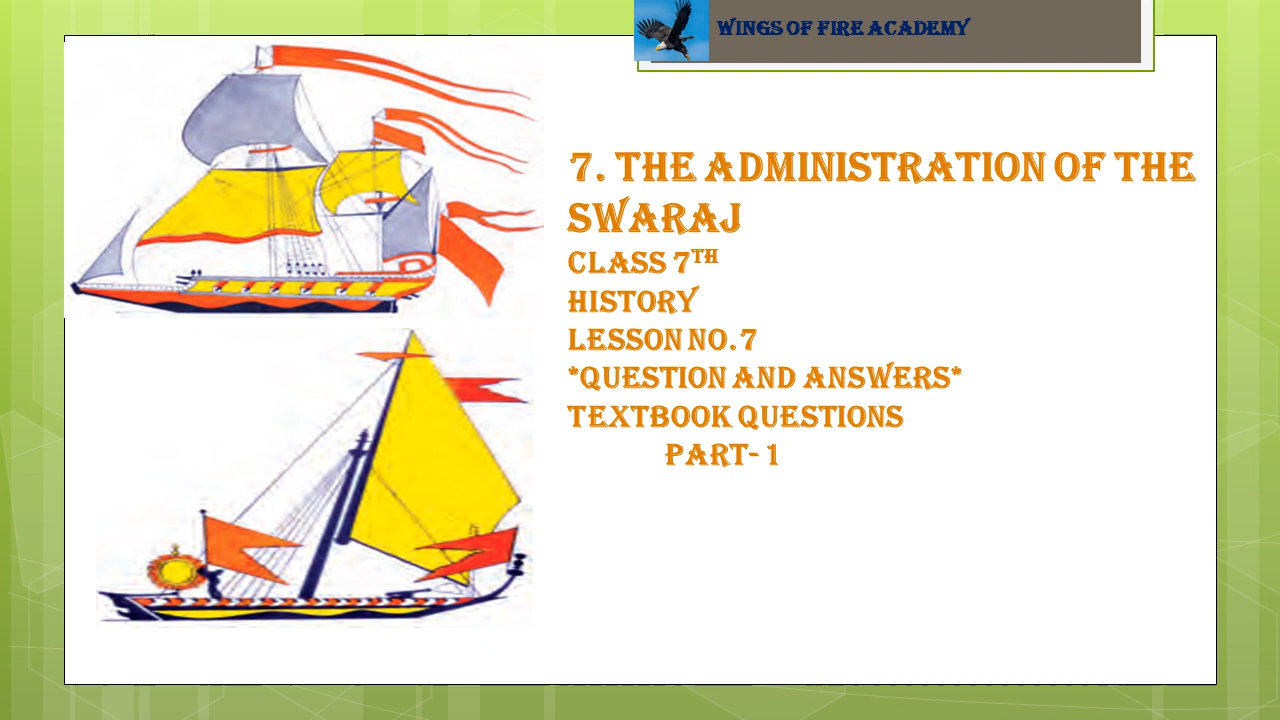 WINGS OF FIRE ACADEMY
7. THE ADMINISTRATION OF THE
SWARAJ
CLASS 7TH
HISTORY
LESSON NO. 7
*QUESTION AND ANSWERS*
TEXTBOOK QUESTIONS
PART- 1